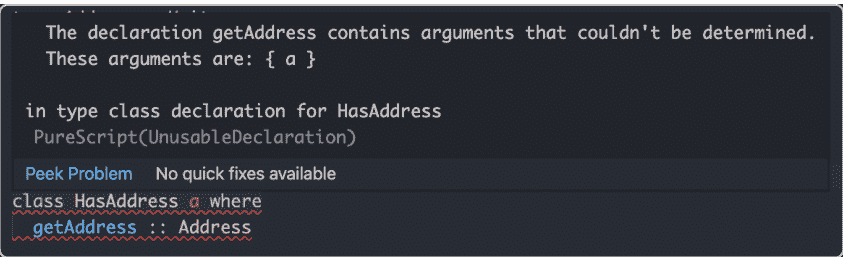 The declaration getAddress contains arguments that couldn't be determined.
These arguments are: { a }
in type class declaration for HasAddress
PureScript(UnusableDeclaration)
Peek Problem No quick fixes available
class HasAddress a where
getAddress :: Address